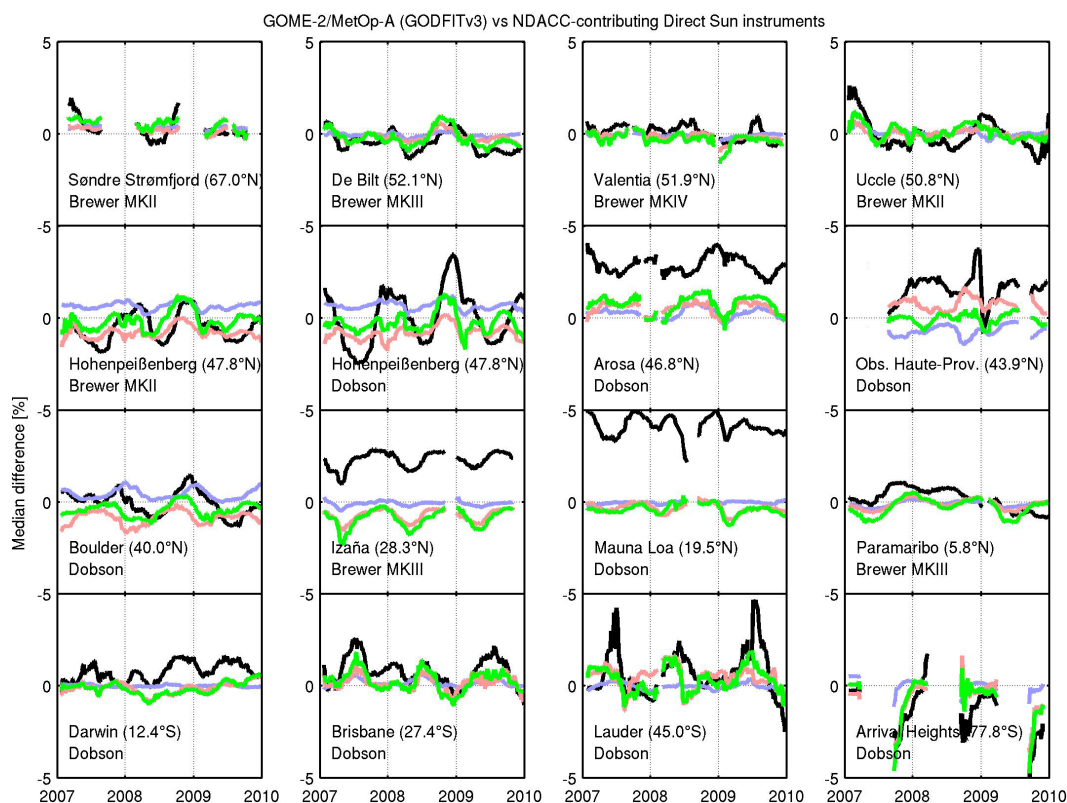 GOME-2/MetOp-A (GODFITv3) vs NDACC-contributing Direct Sun instruments
Median difference [%]
5
0
-5
Søndre Strømfjord (67.0°N)
Brewer MKII
5
0
-5
De Bilt (52.1°N)
Brewer MKIII
5
0
-5
Valentia (51.9°N)
Brewer MKIV
5
0
-5
Uccle (50.8°N)
Brewer MKII
0
-5
Hohenpeißenberg (47.8°N)
Brewer MKII
0
-5
Hohenpeißenberg (47.8°N)
Dobson
0
-5
Arosa (46.8°N)
Dobson
0
-5
Obs. Haute-Prov. (43.9°N)
Dobson
0
-5
Boulder (40.0°N)
Dobson
0
-5
Izaña (28.3°N)
Brewer MKIII
0
-5
Mauna Loa (19.5°N)
Dobson
0
-5
Paramaribo (5.8°N)
Brewer MKIII
0
-5
Darwin (12.4°S)
Dobson
2007 2008 2009 2010
0
-5
Brisbane (27.4°S)
Dobson
2007 2008 2009 2010
0
-5
Lauder (45.0°S)
Dobson
2007 2008 2009 2010
0
-5
Arrival Heights (77.8°S)
Dobson
2007 2008 2009 2010